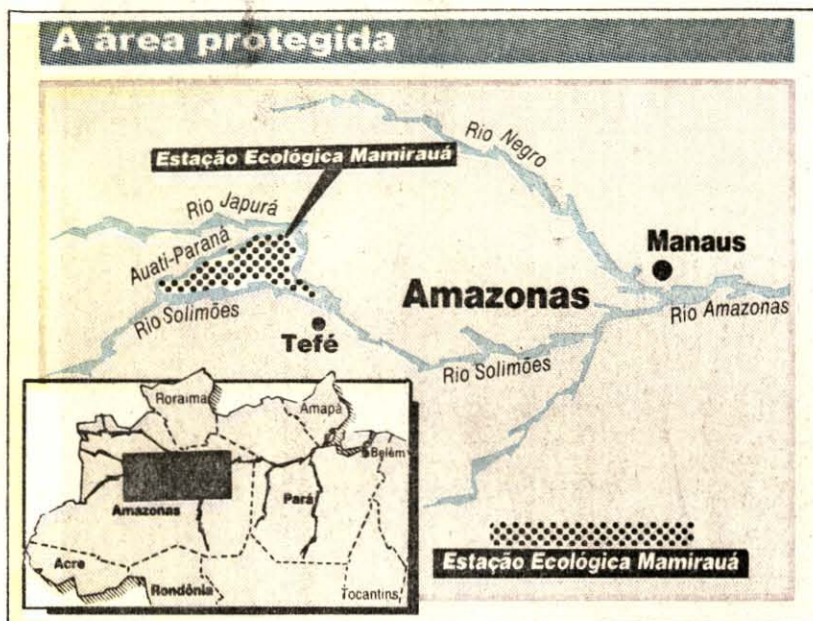 A área protegida
Rio Negro
Estação Ecológica Mamirauá
Rio Japurá
Auati-Paraná
Manaus
Amazonas
Rio Amazonas
Rio Solimões
Tefé
Rio Solimões
Roraima
Amapá
Belém
Amazonas
Pará
Acre
Rondônia
Tocantins
Estação Ecológica Mamirauá